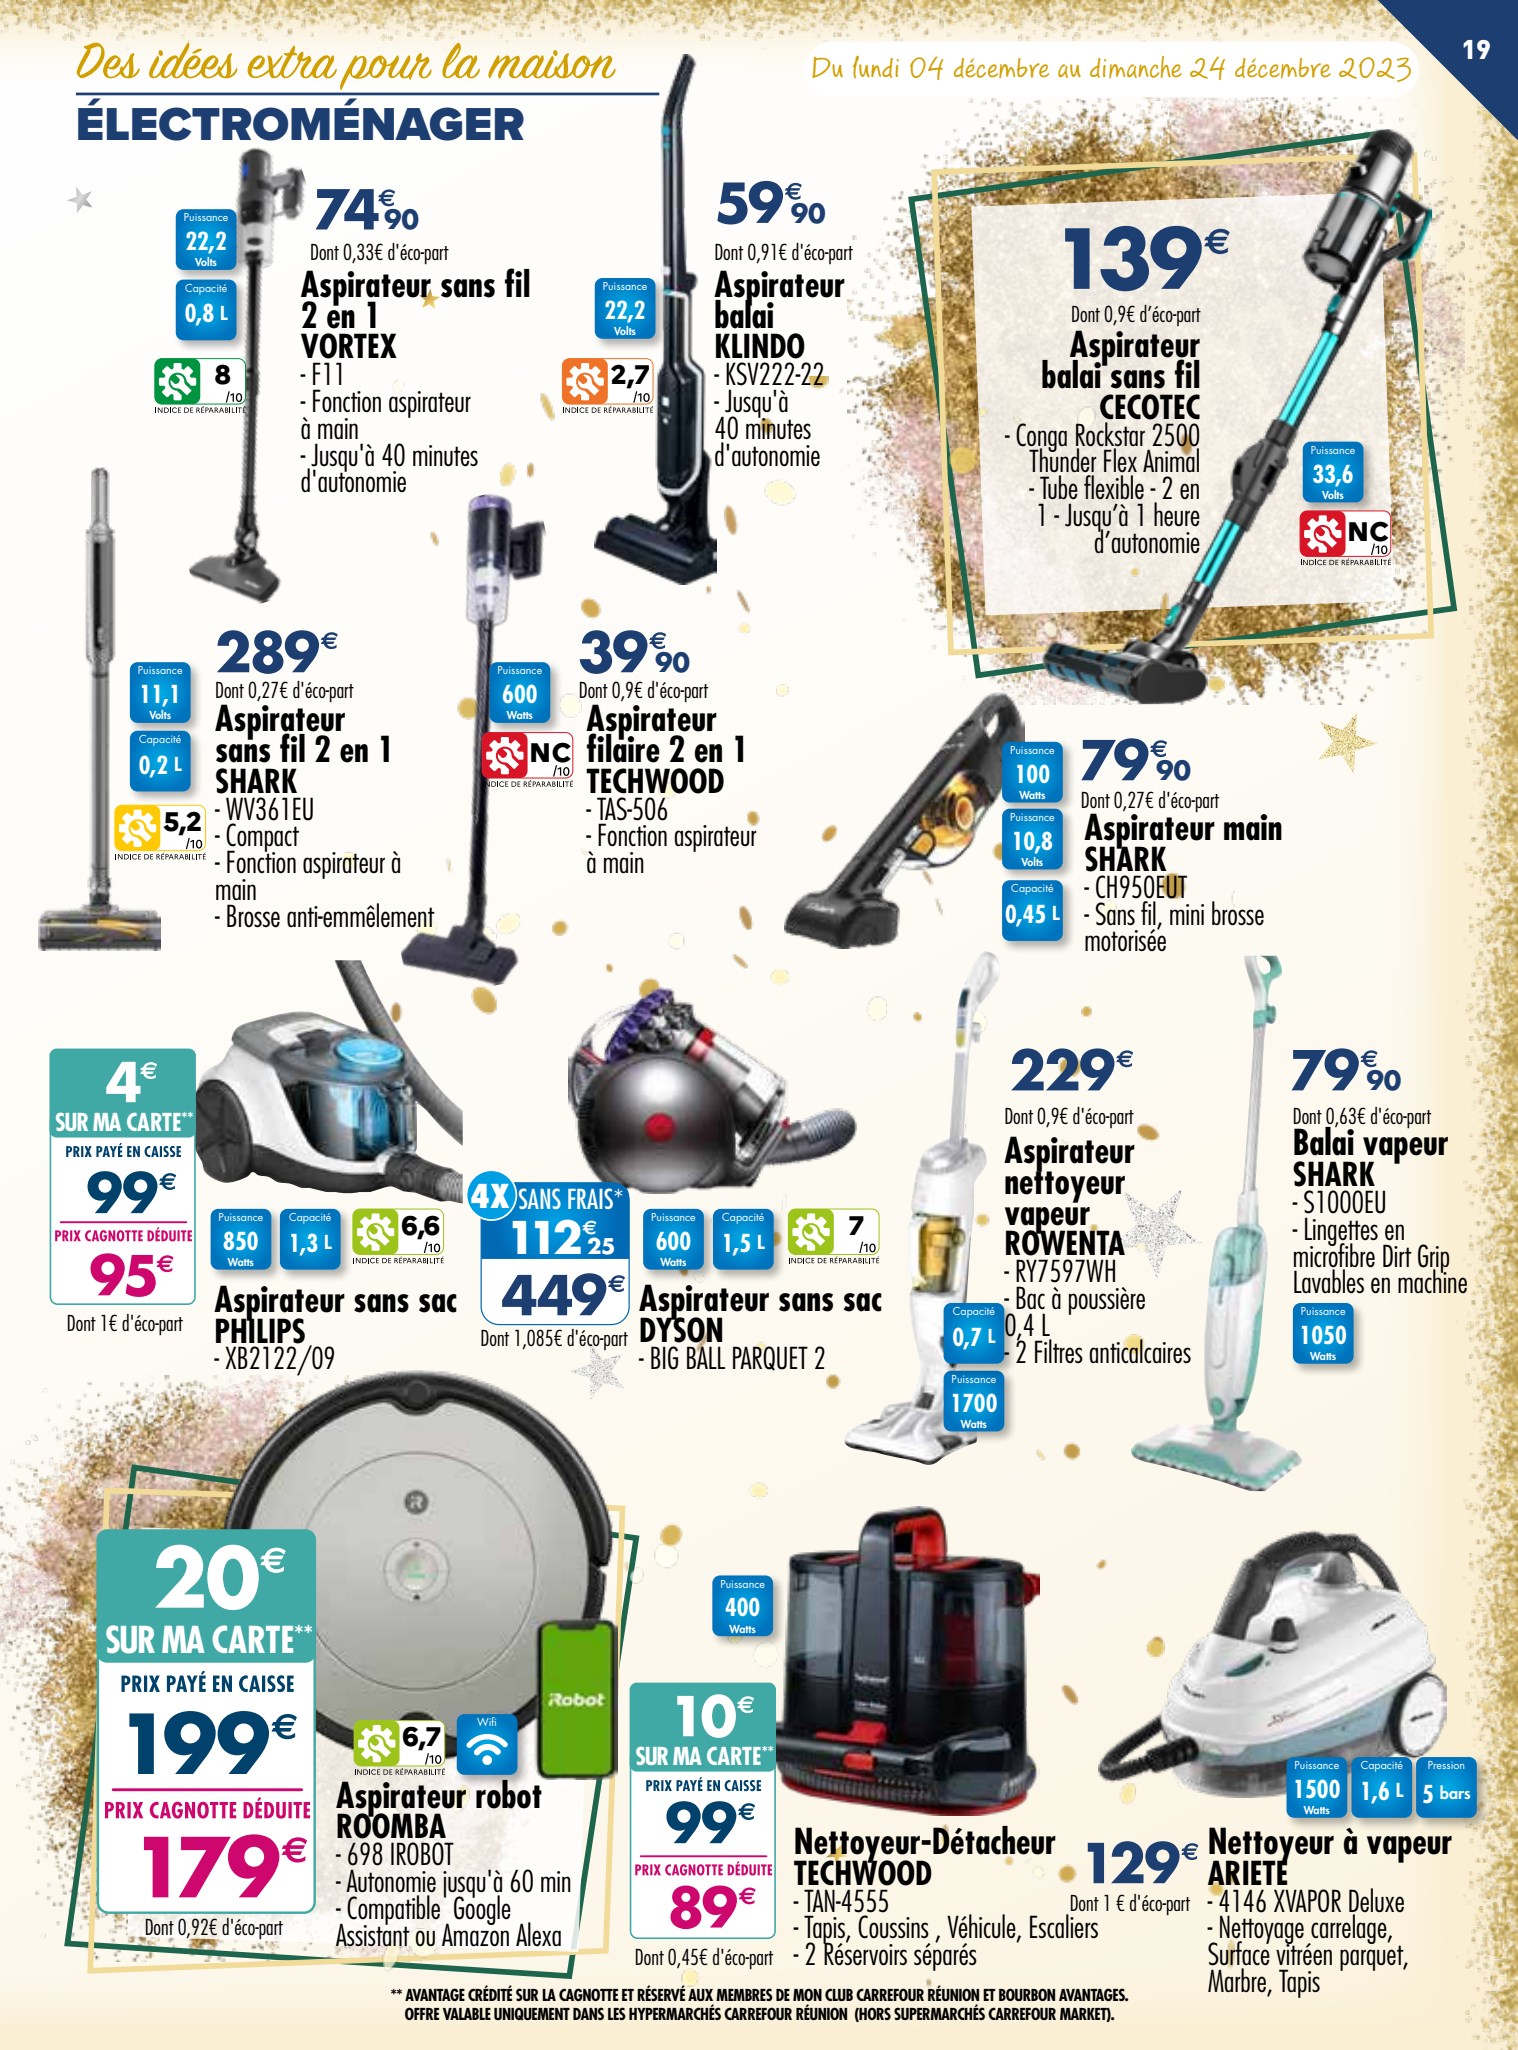 Des idées extra pour la maison
Du lundi 04 décembre au dimanche 24 décembre 2023
19
ÉLECTROMÉNAGER
Puissance
22,2
Volts
Capacité
0,8 L
8
/10
INDICE DE RÉPARABILITÉ
74€90
Dont 0,33€ d'éco-part
Aspirateur sans fil
2 en 1
VORTEX
- F11
- Fonction aspirateur
à main
- Jusqu'à 40 minutes
d'autonomie
Puissance
22,2
Volts
2,7
/10
INDICE DE RÉPARABILITÉ
59€90
Dont 0,91€ d'éco-part
Aspirateur
balai
KLINDO
- KSV222-22
- Jusqu'à
40 minutes
d'autonomie
139€
Dont 0,9€ d’éco-part
Aspirateur
balai sans fil
CECOTEC
- Conga Rockstar 2500
Thunder Flex Animal
- Tube flexible - 2 en
1 - Jusqu’à 1 heure
d’autonomie
Puissance
33,6
Volts
NC
/10
INDICE DE RÉPARABILITÉ
Puissance
11,1
Volts
Capacité
0,2 L
5,2
/10
INDICE DE RÉPARABILITÉ
289€
Dont 0,27€ d'éco-part
Aspirateur
sans fil 2 en 1
SHARK
- WV361EU
- Compact
- Fonction aspirateur à
main
- Brosse anti-emmêlement
Puissance
600
Watts
NC
/10
INDICE DE RÉPARABILITÉ
39€90
Dont 0,9€ d'éco-part
Aspirateur
filaire 2 en 1
TECHWOOD
- TAS-506
- Fonction aspirateur
à main
Puissance
100
Watts
Puissance
10,8
Volts
Capacité
0,45 L
79€90
Dont 0,27€ d'éco-part
Aspirateur main
SHARK
- CH950EUT
- Sans fil, mini brosse
motorisée
4€
SUR MA CARTE**
PRIX PAYÉ EN CAISSE
99€
PRIX CAGNOTTE DÉDUITE
95€
Dont 1€ d'éco-part
Puissance
850
Watts
Capacité
1,3 L
6,6
/10
INDICE DE RÉPARABILITÉ
Aspirateur sans sac
PHILIPS
- XB2122/09
4X SANS FRAIS*
112€25
449€
Dont 1,085€ d'éco-part
Puissance
600
Watts
Capacité
1,5 L
7
/10
INDICE DE RÉPARABILITÉ
Aspirateur sans sac
DYSON
- BIG BALL PARQUET 2
229€
Dont 0,9€ d'éco-part
Aspirateur
nettoyeur
vapeur
ROWENTA
- RY7597WH
- Bac à poussière
0,4 L
- 2 Filtres anticalcaires
Capacité
0,7 L
Puissance
1700
Watts
79€90
Dont 0,63€ d'éco-part
Balai vapeur
SHARK
- S1000EU
- Lingettes en
microfibre Dirt Grip
Lavables en machine
Puissance
1050
Watts
20€
SUR MA CARTE**
PRIX PAYÉ EN CAISSE
199€
PRIX CAGNOTTE DÉDUITE
179€
Dont 0,92€ d'éco-part
iRobot
6,7
/10
INDICE DE RÉPARABILITÉ
Wifi
Aspirateur robot
ROOMBA
- 698 IROBOT
- Autonomie jusqu'à 60 min
- Compatible Google
Assistant ou Amazon Alexa
Puissance
400
Watts
10€
SUR MA CARTE**
PRIX PAYÉ EN CAISSE
99€
PRIX CAGNOTTE DÉDUITE
89€
Dont 0,45€ d'éco-part
Nettoyeur-Détacheur
TECHWOOD
- TAN-4555
- Tapis, Coussins , Véhicule, Escaliers
- 2 Réservoirs séparés
Puissance
1500
Watts
Capacité
1,6 L
Pression
5 bars
129€
Dont 1 € d'éco-part
Nettoyeur à vapeur
ARIETE
- 4146 XVAPOR Deluxe
- Nettoyage carrelage,
Surface vitréen parquet,
Marbre, Tapis
** AVANTAGE CRÉDITÉ SUR LA CAGNOTTE ET RÉSERVÉ AUX MEMBRES DE MON CLUB CARREFOUR RÉUNION ET BOURBON AVANTAGES.
OFFRE VALABLE UNIQUEMENT DANS LES HYPERMARCHÉS CARREFOUR RÉUNION (HORS SUPERMARCHÉS CARREFOUR MARKET).